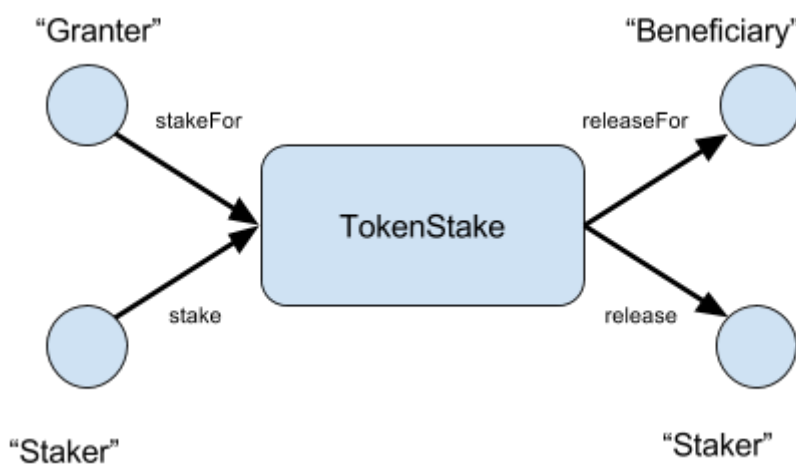 “Granter”
“Beneficiary”
stakeFor
releaseFor
TokenStake
stake
release
“Staker”
“Staker”